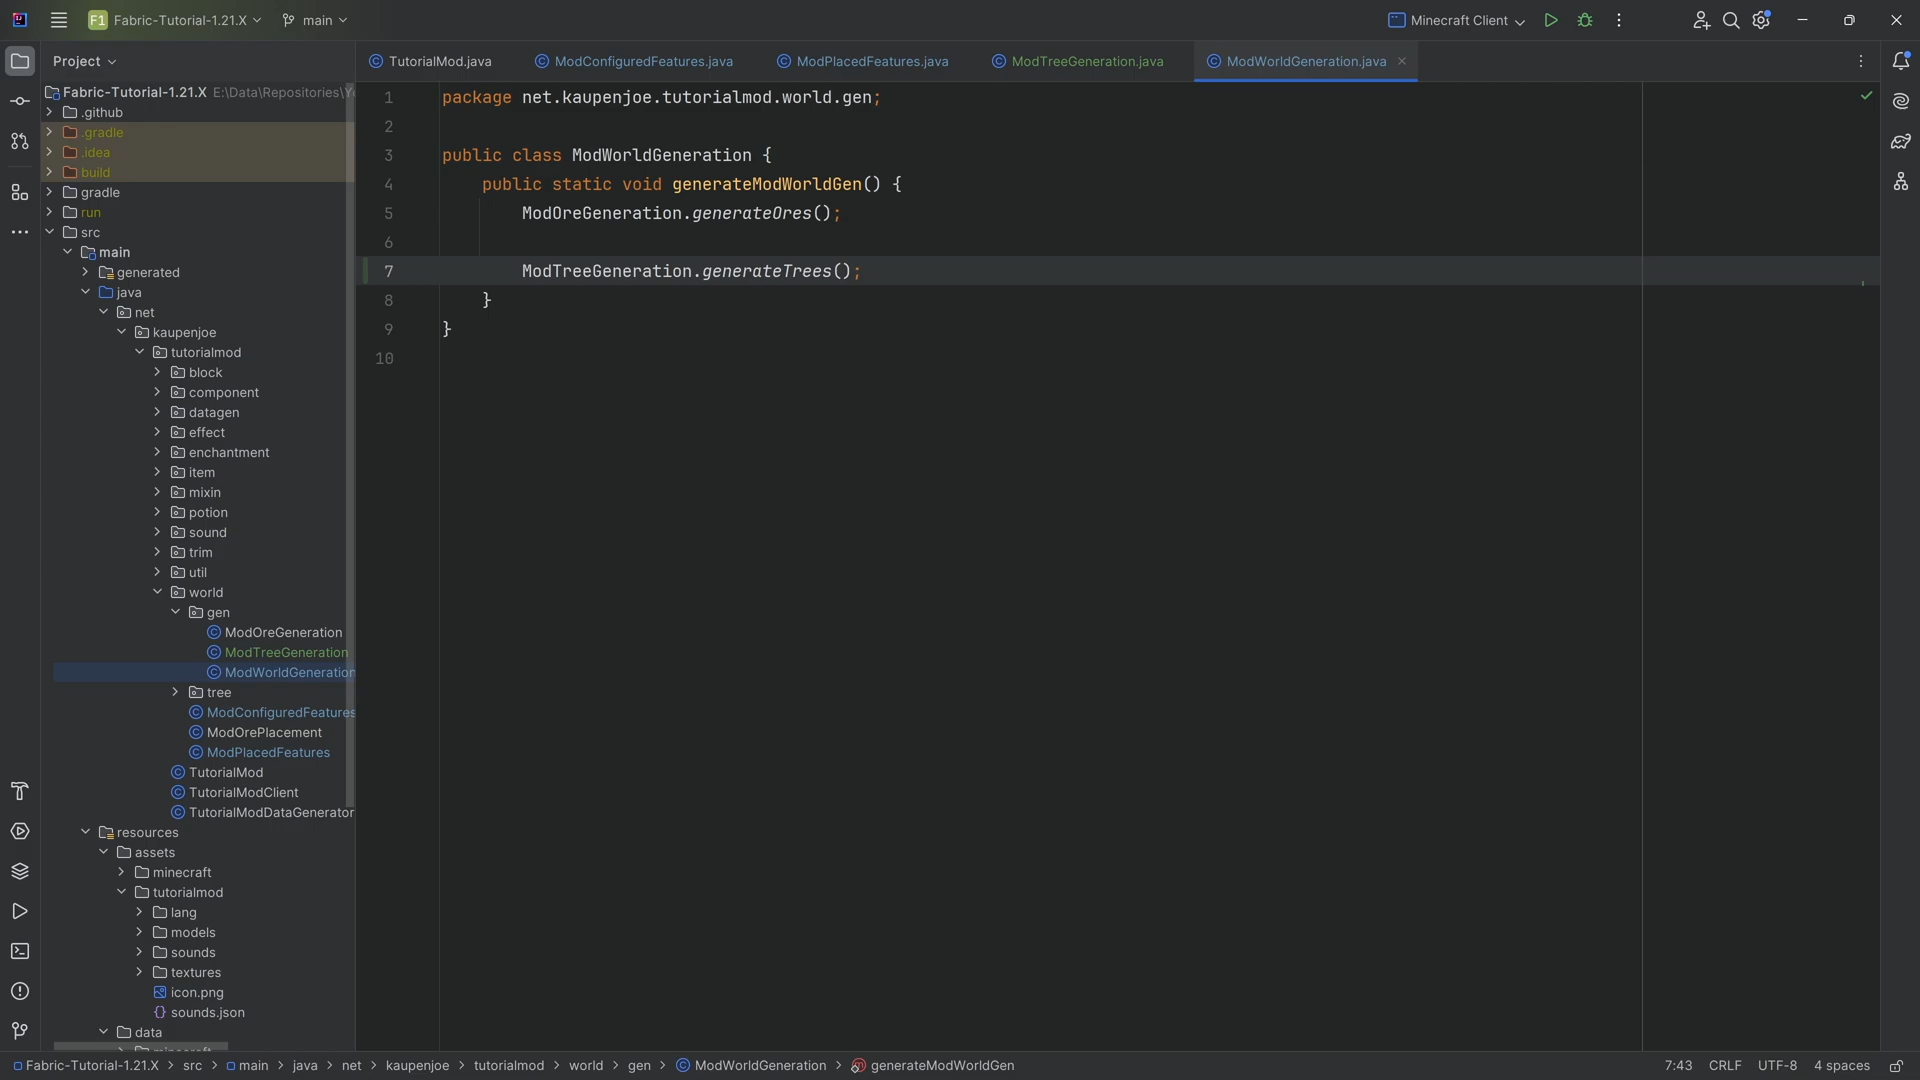 F1 Fabric-Tutorial-1.21.X main Minecraft Client
Project
TutorialMod.java ModConfiguredFeatures.java ModPlacedFeatures.java ModTreeGeneration.java ModWorldGeneration.java
Fabric-Tutorial-1.21.X E:\Data\Repositories\Y
.github
.gradle
.idea
build
gradle
run
src
main
generated
java
net
kaupenjoe
tutorialmod
block
component
datagen
effect
enchantment
item
mixin
potion
sound
trim
util
world
gen
ModOreGeneration
ModTreeGeneration
ModWorldGeneration
tree
ModConfiguredFeatures
ModOrePlacement
ModPlacedFeatures
TutorialMod
TutorialModClient
TutorialModDataGenerator
resources
assets
minecraft
tutorialmod
lang
models
sounds
textures
icon.png
sounds.json
data
1 package net.kaupenjoe.tutorialmod.world.gen;
2
3 public class ModWorldGeneration {
4 public static void generateModWorldGen() {
5 ModOreGeneration.generateOres();
6
7 ModTreeGeneration.generateTrees();
8 }
9 }
10
Fabric-Tutorial-1.21.X > src > main > java > net > kaupenjoe > tutorialmod > world > gen > ModWorldGeneration > generateModWorldGen 7:43 CRLF UTF-8 4 spaces